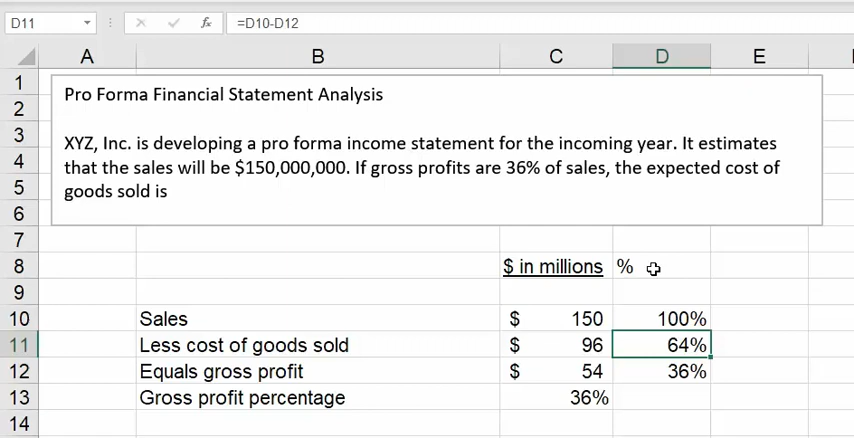 D11 fx =D10-D12
A B C D E
1
2
3
4
5
6
7
8
9
10
11
12
13
14
Pro Forma Financial Statement Analysis
XYZ, Inc. is developing a pro forma income statement for the incoming year. It estimates
that the sales will be $150,000,000. If gross profits are 36% of sales, the expected cost of
goods sold is
$ in millions %
Sales $ 150 100%
Less cost of goods sold $ 96 64%
Equals gross profit $ 54 36%
Gross profit percentage 36%